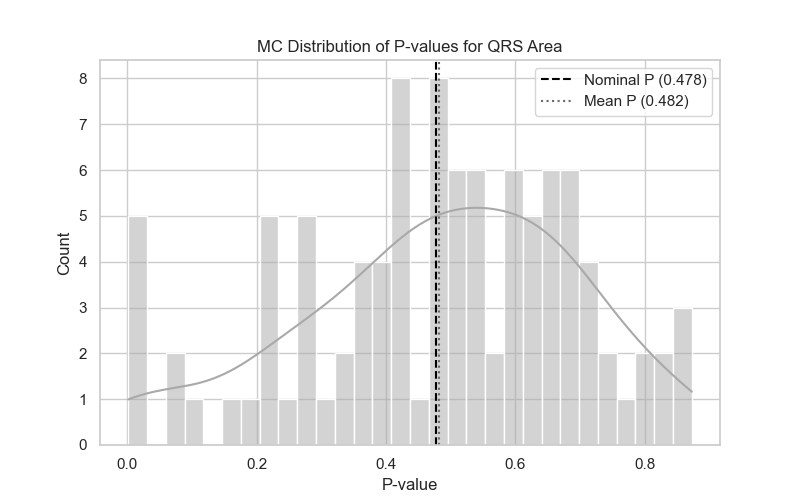 MC Distribution of P-values for QRS Area
Nominal P (0.478)
Mean P (0.482)
Count
8
7
6
5
4
3
2
1
0
0.0 0.2 0.4 0.6 0.8
P-value